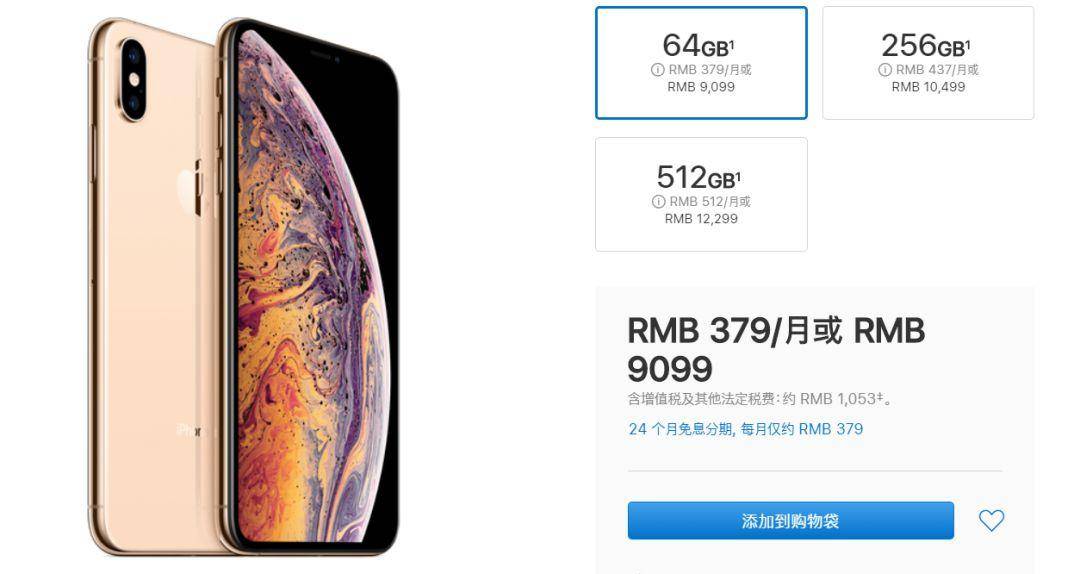 64GB¹
ⓘ RMB 379/月或
RMB 9,099
256GB¹
ⓘ RMB 437/月或
RMB 10,499
512GB¹
ⓘ RMB 512/月或
RMB 12,299
RMB 379/月或 RMB
9099
含增值税及其他法定税费：约 RMB 1,053‡。
24 个月免息分期, 每月仅约 RMB 379
添加到购物袋